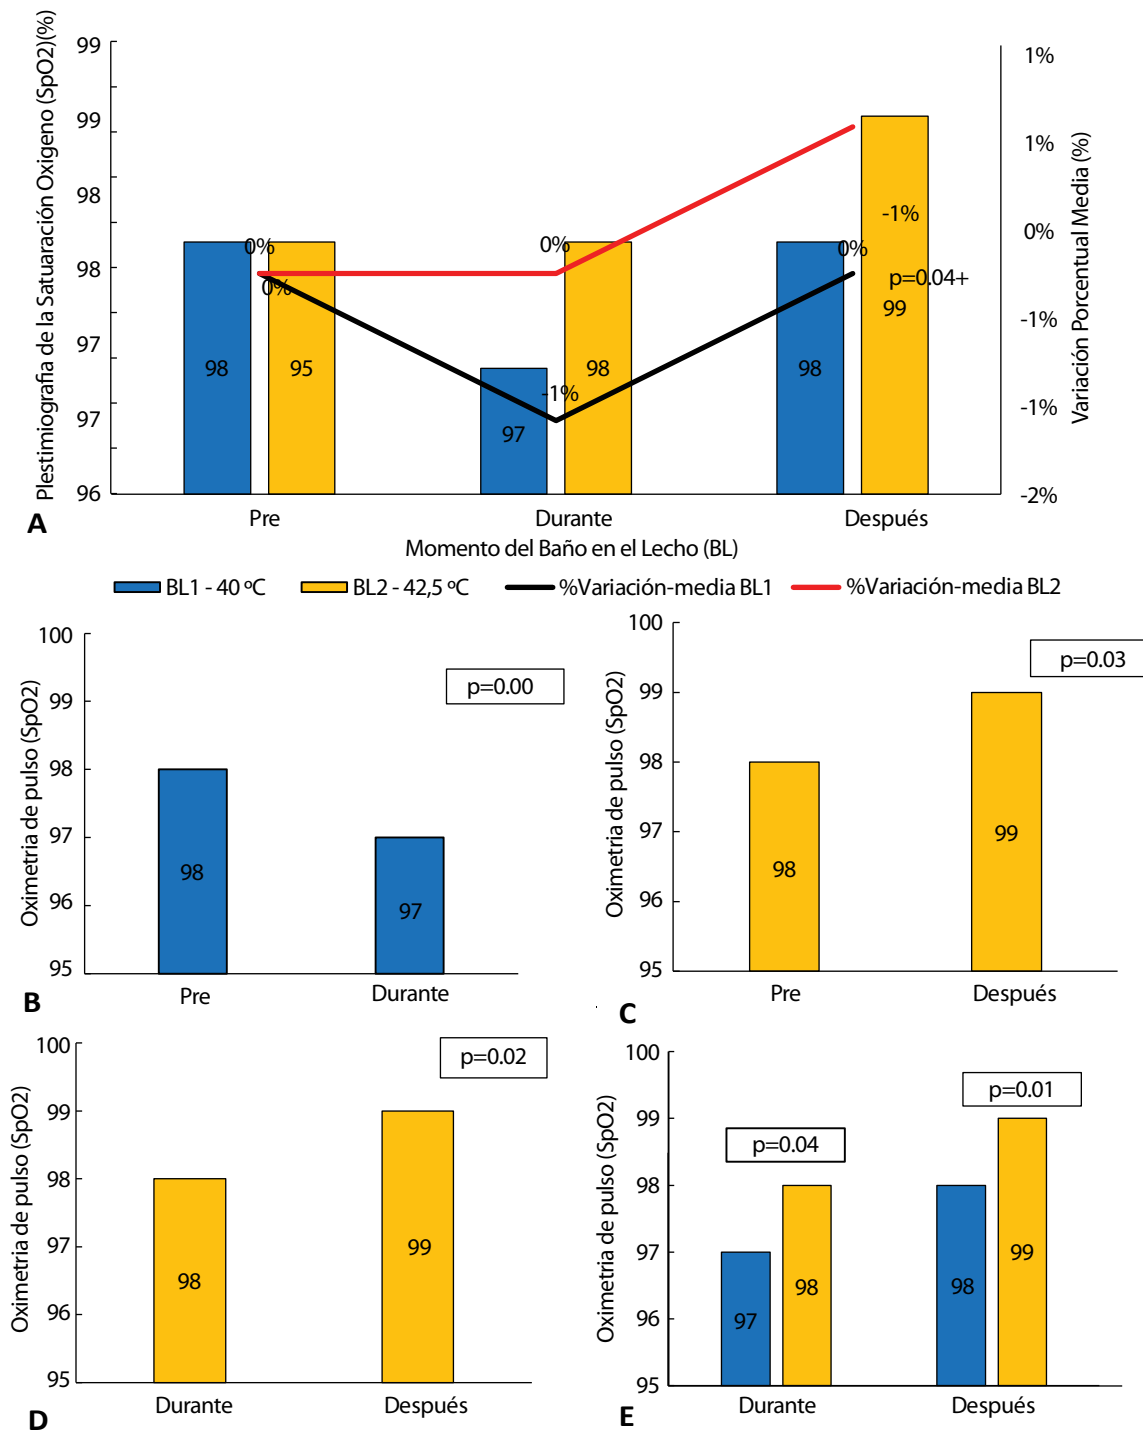 Plestimiografia de la Satuaración Oxigeno (SpO2)(%)
99
99
98
98
97
97
96
1%
1%
0%
-1%
-1%
-2%
Variación Porcentual Media (%)
0%
0%
0%
-1%
0%
-1%
p=0.04+
98
95
97
98
98
99
A
Pre
Durante
Después
Momento del Baño en el Lecho (BL)
BL1 - 40 ºC
BL2 - 42,5 ºC
%Variación-media BL1
%Variación-media BL2
Oximetria de pulso (SpO2)
100
99
98
97
96
95
p=0.00
98
97
Pre
Durante
B
Oximetria de pulso (SpO2)
100
99
98
97
96
95
p=0.03
98
99
Pre
Después
C
Oximetria de pulso (SpO2)
100
99
98
97
96
95
p=0.02
98
99
Durante
Después
D
Oximetria de pulso (SpO2)
100
99
98
97
96
95
p=0.04
p=0.01
97
98
98
99
Durante
Después
E